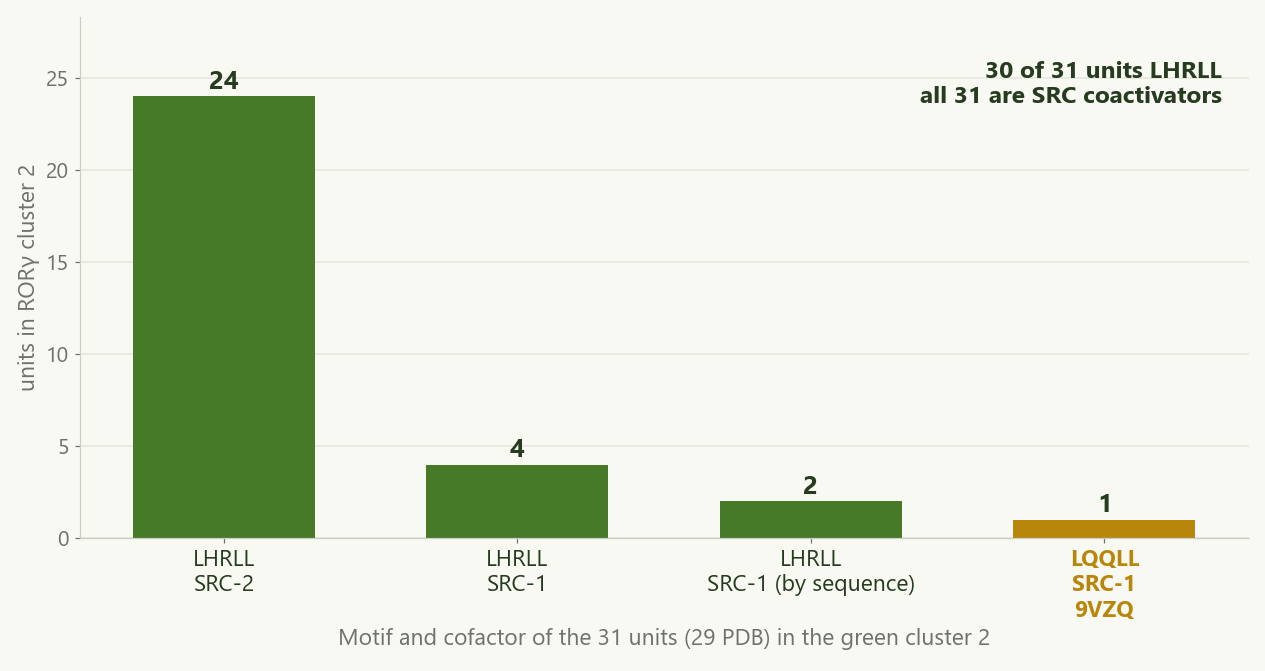 30 of 31 units LHRLL
all 31 are SRC coactivators
units in RORγ cluster 2
25
20
15
10
5
0
24
4
2
1
LHRLL
SRC-2
LHRLL
SRC-1
LHRLL
SRC-1 (by sequence)
LQQLL
SRC-1
9VZQ
Motif and cofactor of the 31 units (29 PDB) in the green cluster 2